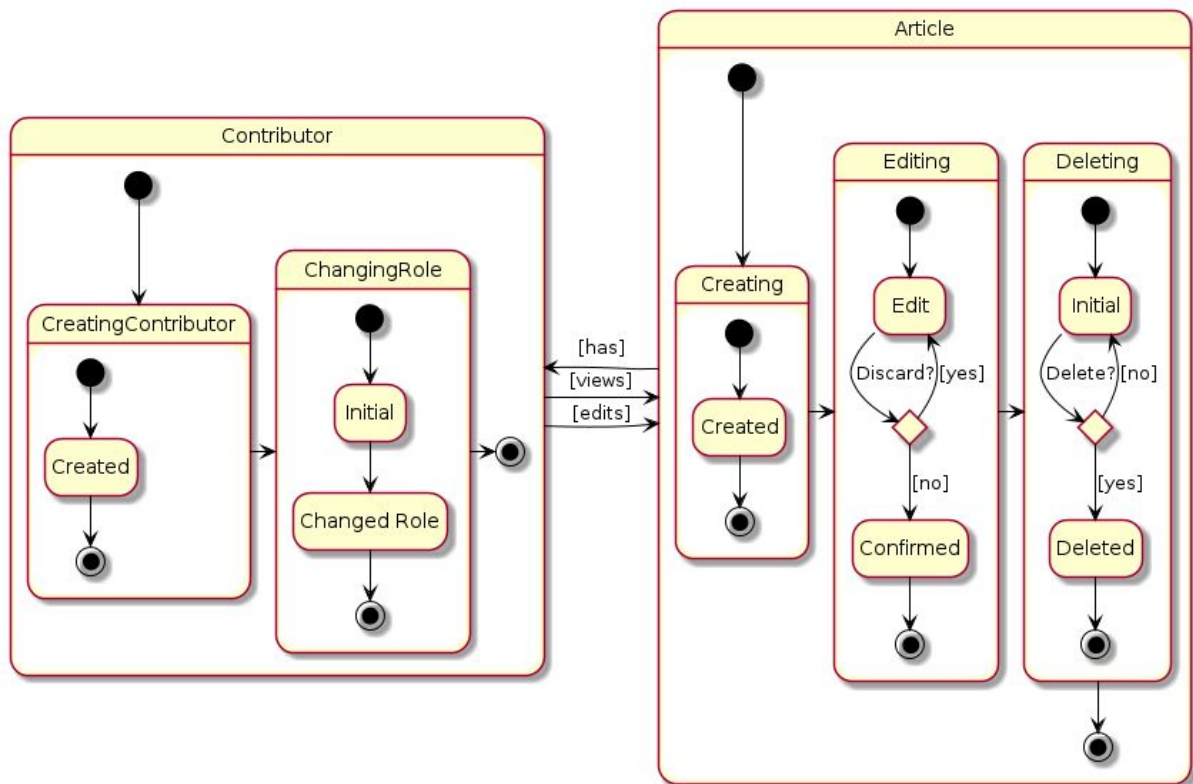 Article
Contributor
Editing
Deleting
ChangingRole
Creating
CreatingContributor
Edit
Initial
[has]
[views]
[edits]
Discard?
[yes]
Delete?
[no]
Initial
Created
Created
[no]
[yes]
Changed Role
Confirmed
Deleted